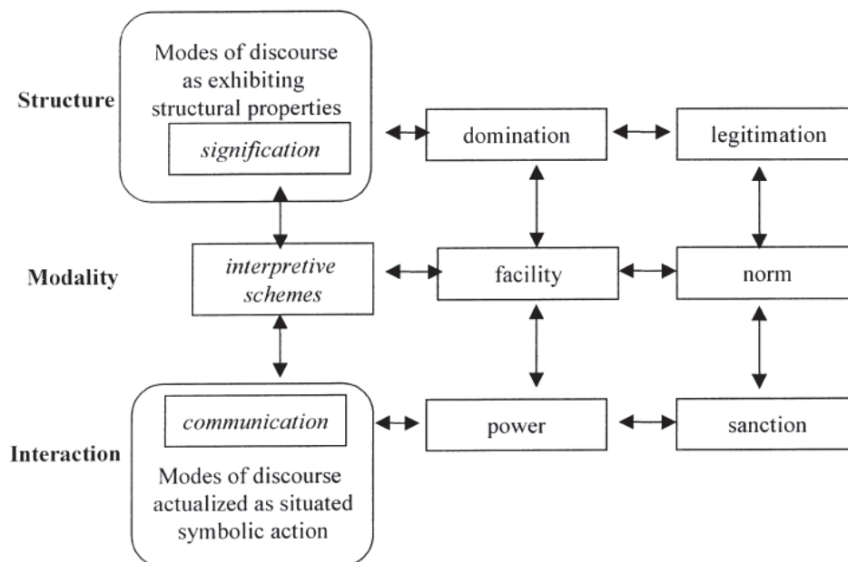 Modes of discourse
as exhibiting
structural properties
Structure
signification
domination
legitimation
Modality
interpretive
schemes
facility
norm
communication
power
sanction
Interaction
Modes of discourse
actualized as situated
symbolic action